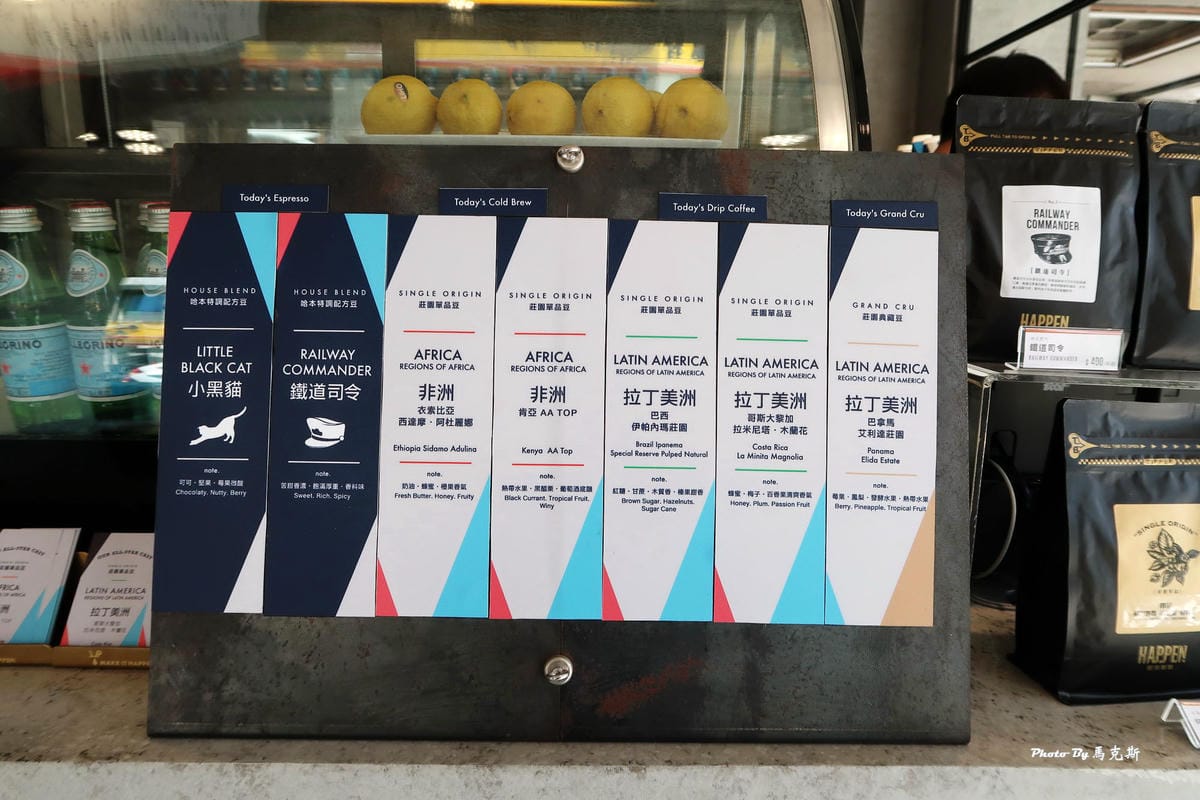 Today's Espresso
HOUSE BLEND
哈本特調配方豆
LITTLE
BLACK CAT
小黑貓
note.
可可・堅果・莓果微酸
Chocolaty. Nutty. Berry
HOUSE BLEND
哈本特調配方豆
RAILWAY
COMMANDER
鐵道司令
note.
苦甜香濃・飽滿厚重・香料味
Sweet. Rich. Spicy
Today's Cold Brew
SINGLE ORIGIN
莊園單品豆
AFRICA
REGIONS OF AFRICA
非洲
衣索比亞
西達摩・阿杜麗娜
Ethiopia Sidamo Adulina
note.
奶油・蜂蜜・檀果香氣
Fresh Butter. Honey. Fruity
SINGLE ORIGIN
莊園單品豆
AFRICA
REGIONS OF AFRICA
非洲
肯亞 AA TOP
Kenya AA Top
note.
熱帶水果・黑醋栗・葡萄酒底韻
Black Currant. Tropical Fruit.
Winy
Today's Drip Coffee
SINGLE ORIGIN
莊園單品豆
LATIN AMERICA
REGIONS OF LATIN AMERICA
拉丁美洲
巴西
伊帕內瑪莊園
Brazil Ipanema
Special Reserve Pulped Natural
note.
紅糖・甘蔗・木質香・榛果甜香
Brown Sugar. Hazelnuts.
Sugar Cane
SINGLE ORIGIN
莊園單品豆
LATIN AMERICA
REGIONS OF LATIN AMERICA
拉丁美洲
哥斯大黎加
拉米尼塔・木蘭花
Costa Rica
La Minita Magnolia
note.
蜂蜜・梅子・百香果清爽香氣
Honey. Plum. Passion Fruit
Today's Grand Cru
GRAND CRU
莊園典藏豆
LATIN AMERICA
REGIONS OF LATIN AMERICA
拉丁美洲
巴拿馬
艾利達莊園
Panama
Elida Estate
note.
莓果・鳳梨・發酵水果・熱帶水果
Berry. Pineapple. Tropical Fruit
PULL TAB TO OPEN
ZIPPER
RAILWAY
COMMANDER
[鐵道司令]
HAPPEN
鐵道司令
RAILWAY COMMANDER
$400
SINGLE ORIGIN
HAPPEN
LATIN AMERICA
REGIONS OF LATIN AMERICA
拉丁美洲
MAKE IT HAPPEN
Photo By 馬克斯